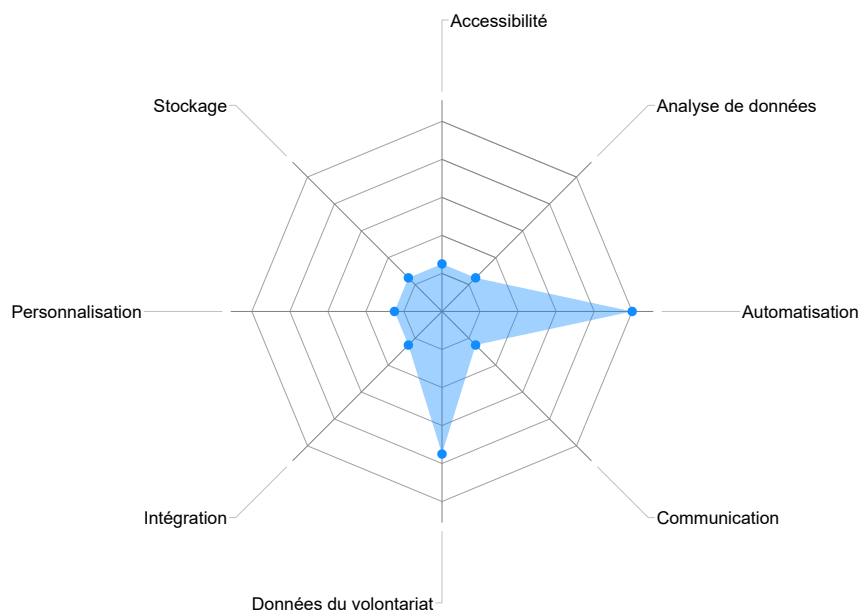 Accessibilité
Stockage
Analyse de données
Personnalisation
Automatisation
Intégration
Communication
Données du volontariat